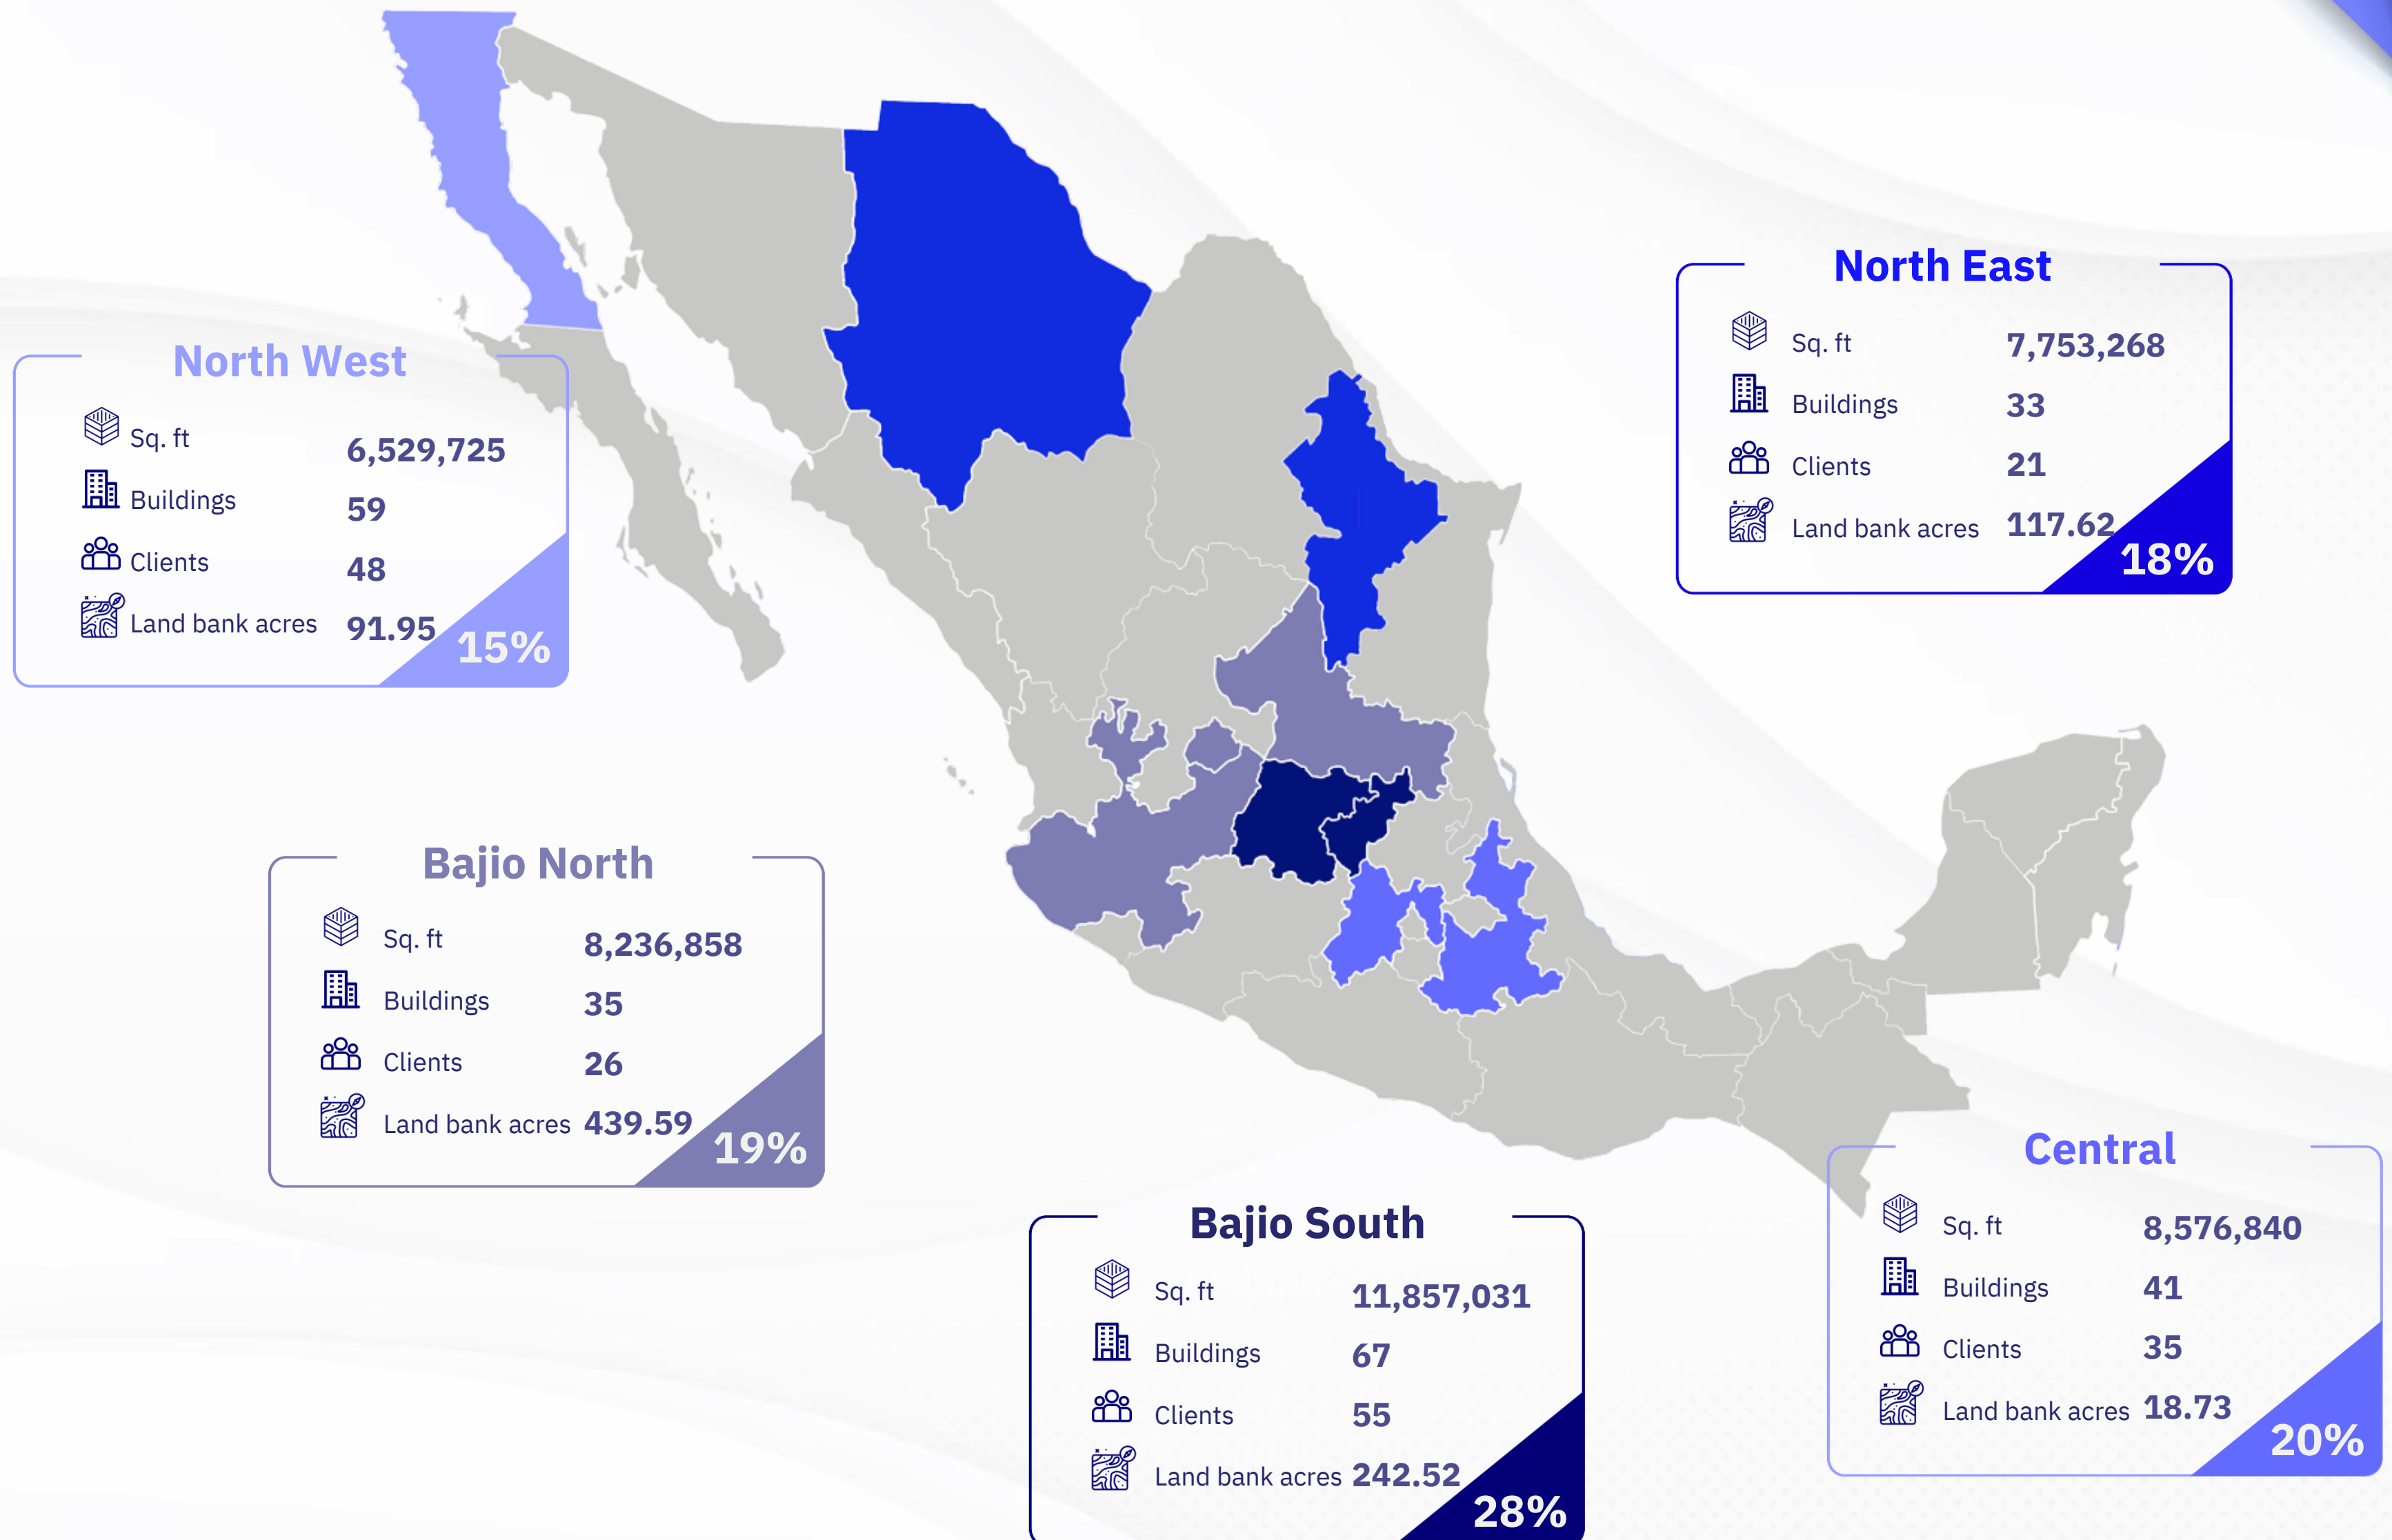 North East
Sq. ft 7,753,268
Buildings 33
Clients 21
Land bank acres 117.62
18%
North West
Sq. ft 6,529,725
Buildings 59
Clients 48
Land bank acres 91.95
15%
Bajio North
Sq. ft 8,236,858
Buildings 35
Clients 26
Land bank acres 439.59
19%
Bajio South
Sq. ft 11,857,031
Buildings 67
Clients 55
Land bank acres 242.52
28%
Central
Sq. ft 8,576,840
Buildings 41
Clients 35
Land bank acres 18.73
20%